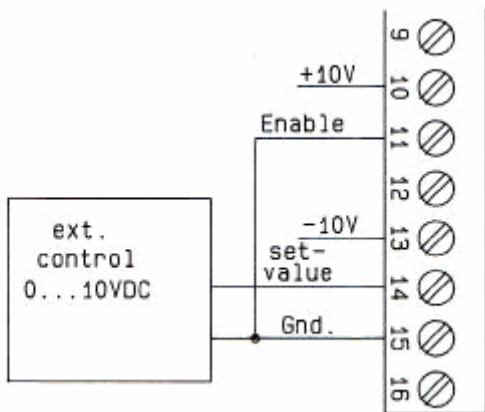 9
+10V
10
Enable
11
12
-10V
13
ext.
control
0...10VDC
set-
value
14
Gnd.
15
16